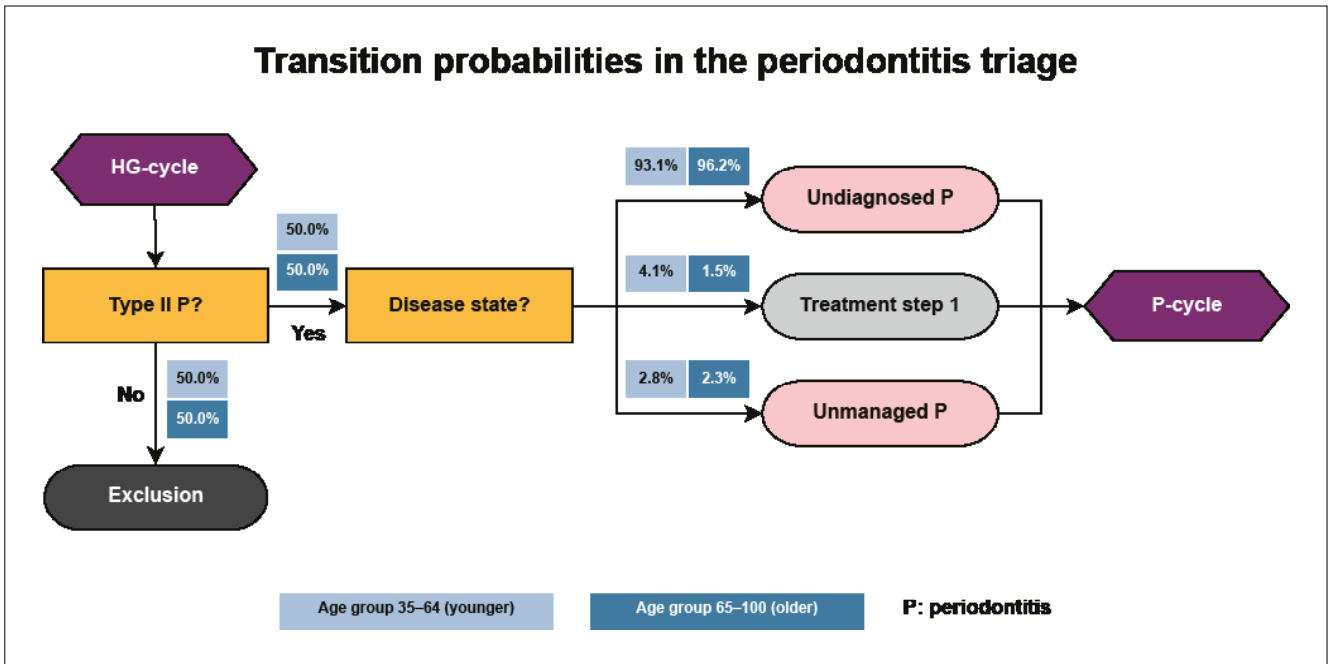 Transition probabilities in the periodontitis triage
HG-cycle
93.1% 96.2%
Undiagnosed P
50.0%
50.0%
4.1% 1.5%
Type II P?
Yes
Disease state?
Treatment step 1
P-cycle
No
50.0%
50.0%
2.8% 2.3%
Unmanaged P
Exclusion
Age group 35–64 (younger)
Age group 65–100 (older)
P: periodontitis